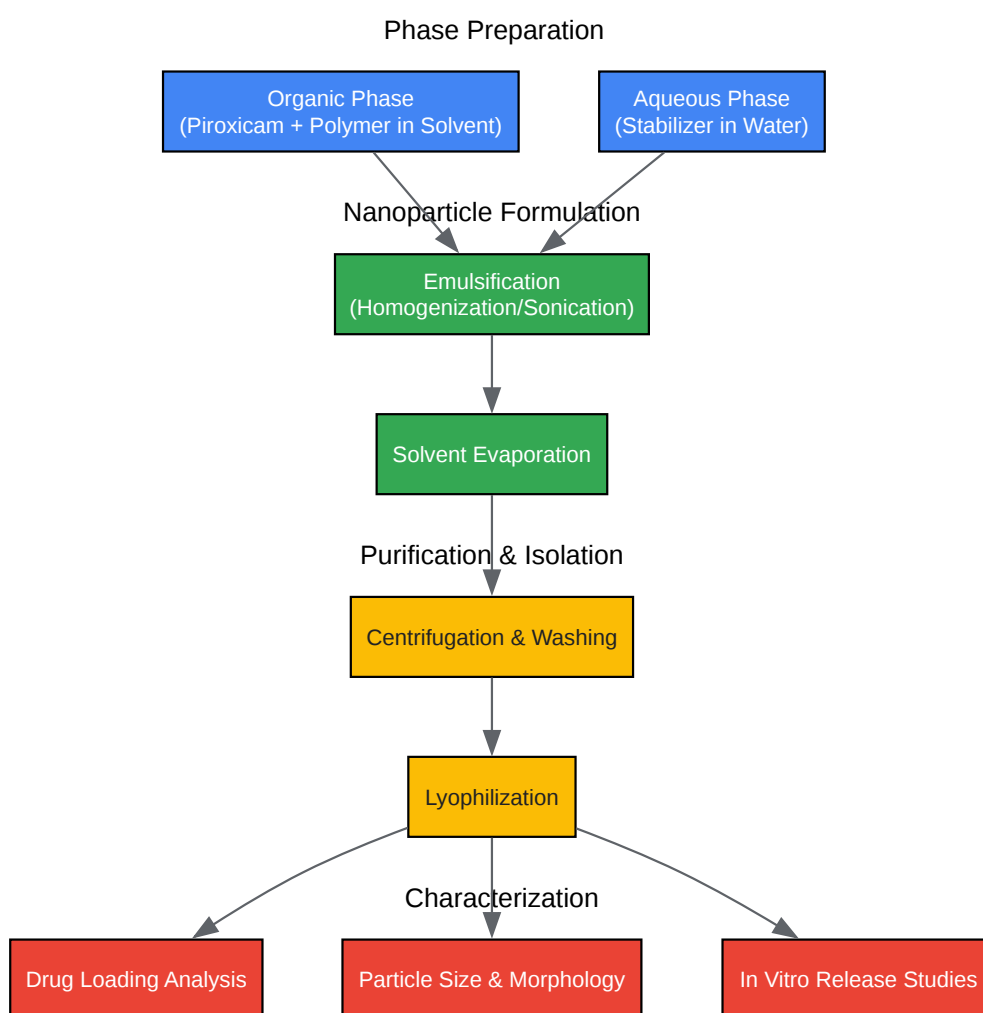 Phase Preparation
Organic Phase
(Piroxicam + Polymer in Solvent)
Aqueous Phase
(Stabilizer in Water)
Nanoparticle Formulation
Emulsification
(Homogenization/Sonication)
Solvent Evaporation
Purification & Isolation
Centrifugation & Washing
Lyophilization
Characterization
Drug Loading Analysis
Particle Size & Morphology
In Vitro Release Studies